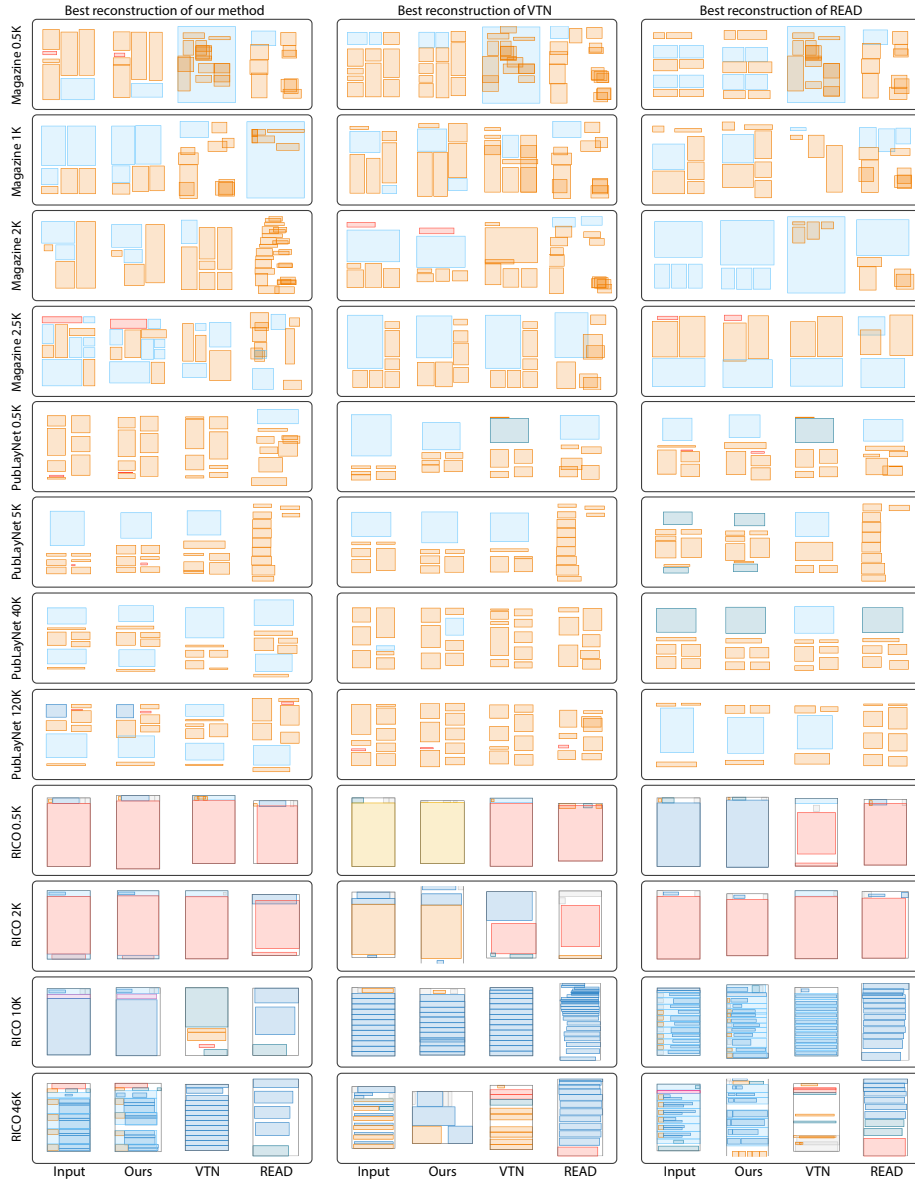 Best reconstruction of our method
Best reconstruction of VTN
Best reconstruction of READ
Magazine 0.5K
Magazine 1K
Magazine 2K
Magazine 2.5K
PubLayNet 0.5K
PubLayNet 5K
PubLayNet 40K
PubLayNet 120K
RICO 0.5K
RICO 2K
RICO 10K
RICO 46K
Input Ours VTN READ Input Ours VTN READ Input Ours VTN READ